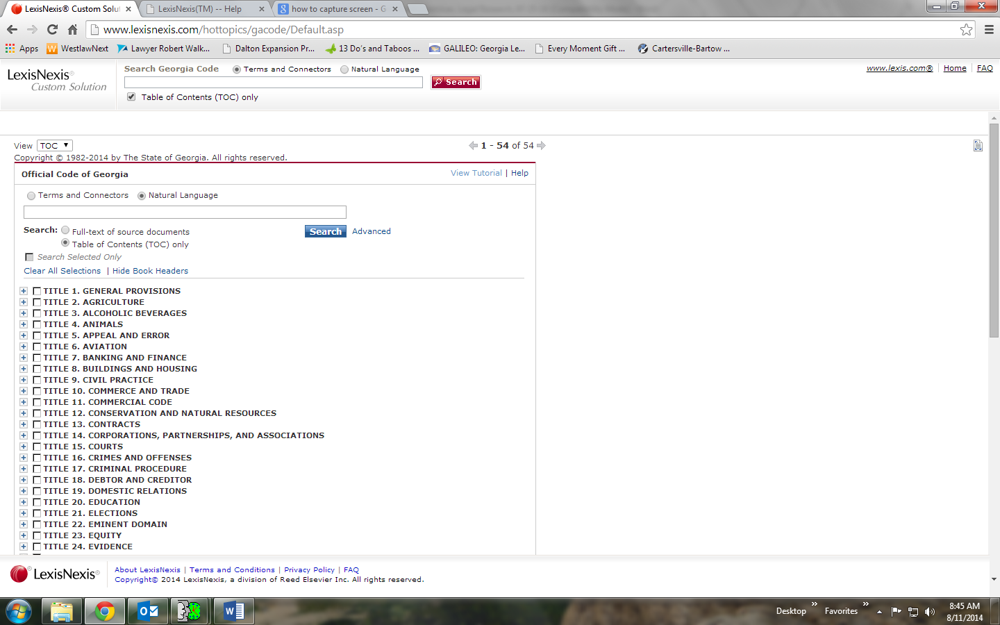 LexisNexis® Custom Solut
LexisNexis(TM) -- Help
how to capture screen - G
www.lexisnexis.com/hottopics/gacode/Default.asp
Apps WestlawNext Lawyer Robert Walk... Dalton Expansion Pr... 13 Do's and Taboos ... GALILEO: Georgia Le... Every Moment Gift ... Cartersville-Bartow ...
LexisNexis®
Custom Solution
Search Georgia Code Terms and Connectors Natural Language
Search
Table of Contents (TOC) only
www.lexis.com® Home FAQ
View TOC
1 - 54 of 54
Copyright © 1982-2014 by The State of Georgia. All rights reserved.
Official Code of Georgia
View Tutorial | Help
Terms and Connectors Natural Language
Search: Full-text of source documents
Search Advanced
Table of Contents (TOC) only
Search Selected Only
Clear All Selections | Hide Book Headers
TITLE 1. GENERAL PROVISIONS
TITLE 2. AGRICULTURE
TITLE 3. ALCOHOLIC BEVERAGES
TITLE 4. ANIMALS
TITLE 5. APPEAL AND ERROR
TITLE 6. AVIATION
TITLE 7. BANKING AND FINANCE
TITLE 8. BUILDINGS AND HOUSING
TITLE 9. CIVIL PRACTICE
TITLE 10. COMMERCE AND TRADE
TITLE 11. COMMERCIAL CODE
TITLE 12. CONSERVATION AND NATURAL RESOURCES
TITLE 13. CONTRACTS
TITLE 14. CORPORATIONS, PARTNERSHIPS, AND ASSOCIATIONS
TITLE 15. COURTS
TITLE 16. CRIMES AND OFFENSES
TITLE 17. CRIMINAL PROCEDURE
TITLE 18. DEBTOR AND CREDITOR
TITLE 19. DOMESTIC RELATIONS
TITLE 20. EDUCATION
TITLE 21. ELECTIONS
TITLE 22. EMINENT DOMAIN
TITLE 23. EQUITY
TITLE 24. EVIDENCE
LexisNexis®
About LexisNexis | Terms and Conditions | Privacy Policy | FAQ
Copyright© 2014 LexisNexis, a division of Reed Elsevier Inc. All rights reserved.
Desktop » Favorites »
8:45 AM
8/11/2014